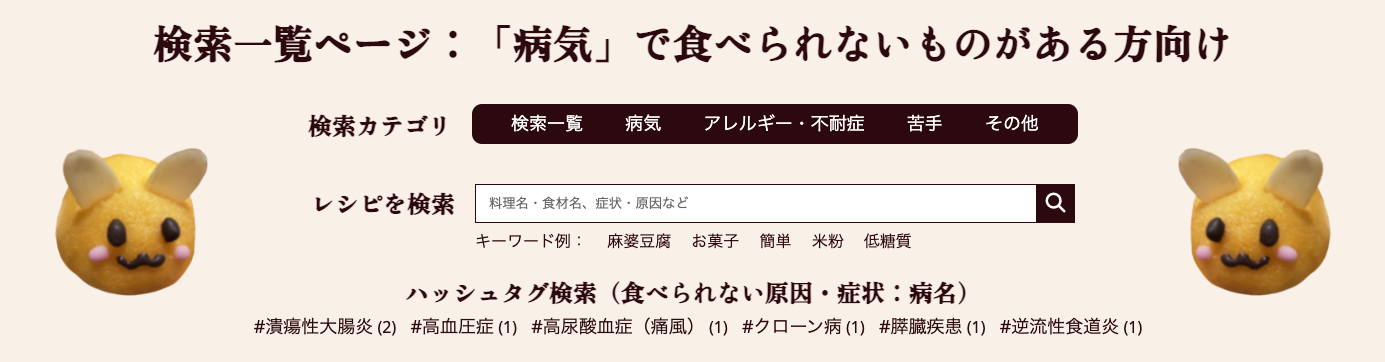 検索一覧ページ：「病気」で食べられないものがある方向け
検索カテゴリ 検索一覧 病気 アレルギー・不耐症 苦手 その他
レシピを検索 料理名・食材名、症状・原因など
キーワード例： 麻婆豆腐 お菓子 簡単 米粉 低糖質
ハッシュタグ検索（食べられない原因・症状：病名）
#潰瘍性大腸炎 (2) #高血圧症 (1) #高尿酸血症（痛風） (1) #クローン病 (1) #膵臓疾患 (1) #逆流性食道炎 (1)